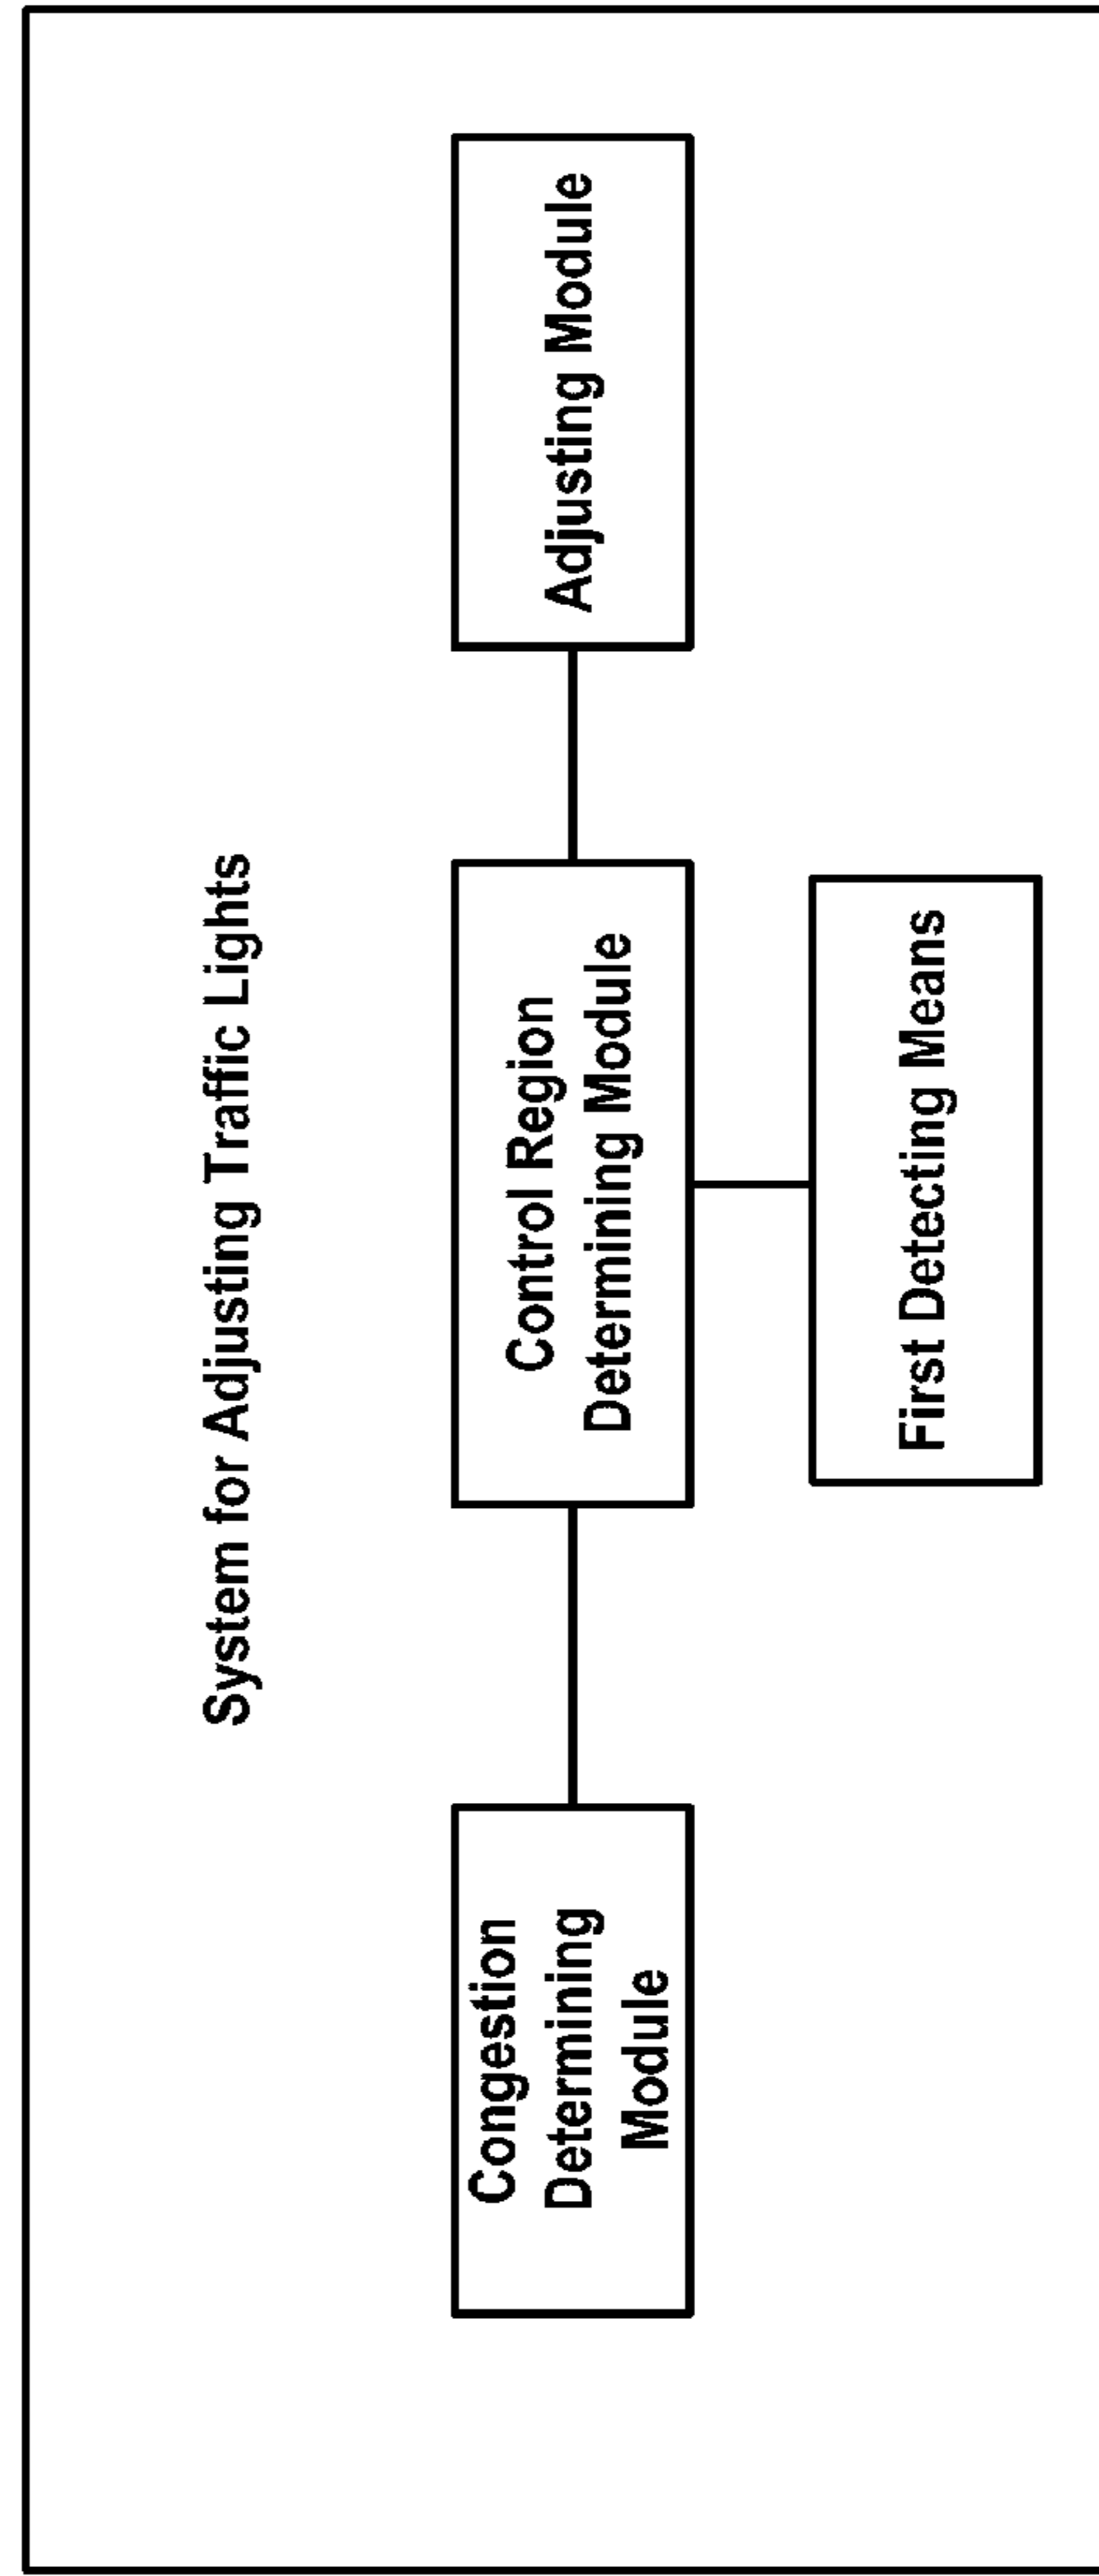 System for Adjusting Traffic Lights
Congestion
Determining
Module
Control Region
Determining Module
Adjusting Module
First Detecting Means